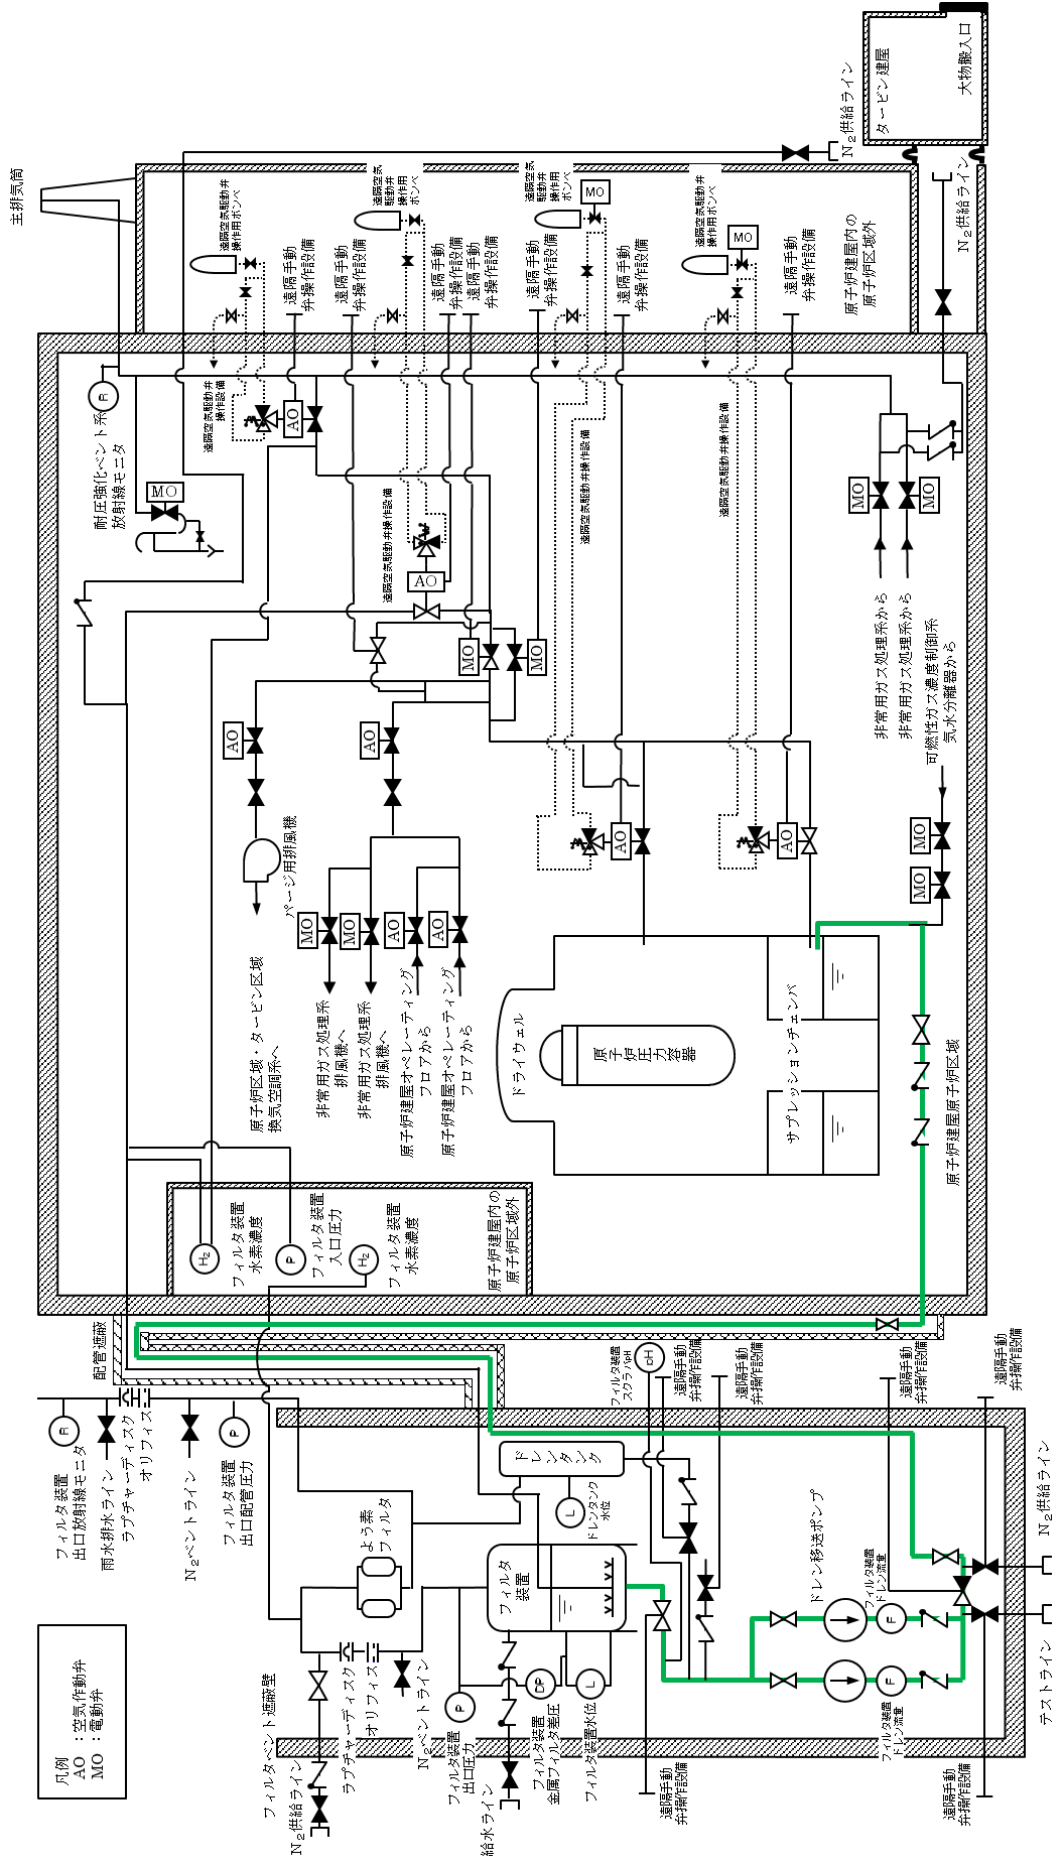 凡例
AO ：空気作動弁
MO ：電動弁
主排気筒
タービン建屋
大物搬入口
N₂供給ライン
N₂供給ライン
遠隔空気駆動弁
操作用ボンベ
遠隔空気
駆動弁
操作用
ボンベ
遠隔空気
駆動弁
操作用
ボンベ
遠隔空気駆動弁
操作用ボンベ
MO
MO
遠隔手動
弁操作設備
遠隔手動
弁操作設備
遠隔手動
弁操作設備
遠隔手動
弁操作設備
遠隔手動
弁操作設備
遠隔手動
弁操作設備
遠隔手動
弁操作設備
原子炉建屋内の
原子炉区域外
R
耐圧強化ベント系
放射線モニタ
MO
遠隔空気駆動弁
操作設備
AO
遠隔空気駆動弁操作設備
AO
遠隔空気駆動弁操作設備
遠隔空気駆動弁操作設備
MO
MO
MO
MO
非常用ガス処理系から
非常用ガス処理系から
可燃性ガス濃度制御系
気水分離器から
MO
MO
AO
AO
AO
AO
パージ用排風機
MO
MO
AO
AO
原子炉区域・タービン区域
換気空調系へ
非常用ガス処理系
排風機へ
非常用ガス処理系
排風機へ
原子炉建屋オペレーティング
フロアから
原子炉建屋オペレーティング
フロアから
ドライウェル
原子炉圧力容器
サプレッションチェンバ
原子炉建屋原子炉区域
H₂
フィルタ装置
水素濃度
P
フィルタ装置
入口圧力
H₂
フィルタ装置
水素濃度
原子炉建屋内の
原子炉区域外
配管遮蔽
R
フィルタ装置
出口放射線モニタ
雨水排水ライン
ラプチャーディスク
オリフィス
N₂ベントライン
P
フィルタ装置
出口配管圧力
フィルタ装置
スクラバpH
pH
遠隔手動
弁操作設備
遠隔手動
弁操作設備
遠隔手動
弁操作設備
遠隔手動
弁操作設備
ドレンタンク
L
ドレンタンク
水位
よう素
フィルタ
フィルタ
装置
フィルタベント遮蔽壁
N₂供給ライン
ラプチャーディスク
オリフィス
N₂ベントライン
P
フィルタ装置
出口圧力
給水ライン
DP
フィルタ装置
金属フィルタ差圧
L
フィルタ装置水位
遠隔手動
弁操作設備
ドレン移送ポンプ
F
フィルタ装置
ドレン流量
F
フィルタ装置
ドレン流量
遠隔手動
弁操作設備
N₂供給ライン
テストライン